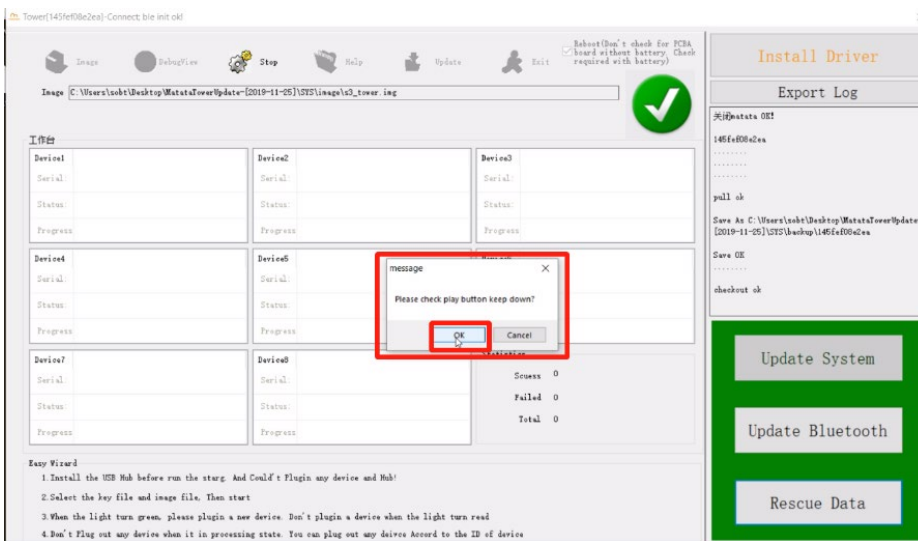 Tower[145fef08e2ea]-Connect; ble init ok!
Image
DebugView
Stop
Help
Update
Exit
Reboot(Don't check for PCBA
board without battery, Check
required with battery)
Image C:\Users\sobt\Desktop\MatataTowerUpdate-[2019-11-25]\SYS\image\s3_tower.img
工作台
Device1
Serial:
Status:
Progress
Device2
Serial:
Status:
Progress
Device3
Serial:
Status:
Progress
Device4
Serial:
Status:
Progress
Device5
Serial:
Status:
Progress
message
Please check play button keep down?
OK
Cancel
Device7
Serial:
Status:
Progress
Device8
Serial:
Status:
Progress
Statistics
Scuess 0
Failed 0
Total 0
Easy Wizard
1.Install the USB Hub before run the starg. And Could't Plugin any device and Hub!
2.Select the key file and image file, Then start
3.When the light turn green, please plugin a new device. Don't plugin a device when the light turn read
4.Don't Plug out any device when it in processing state. You can plug out any deivce Accord to the ID of device
Install Driver
Export Log
关闭matata OK!
145fef08e2ea
........
........
........
pull ok
Save As C:\Users\sobt\Desktop\MatataTowerUpdate
[2019-11-25]\SYS\backup\145fef08e2ea
Save OK
........
checkout ok
Update System
Update Bluetooth
Rescue Data